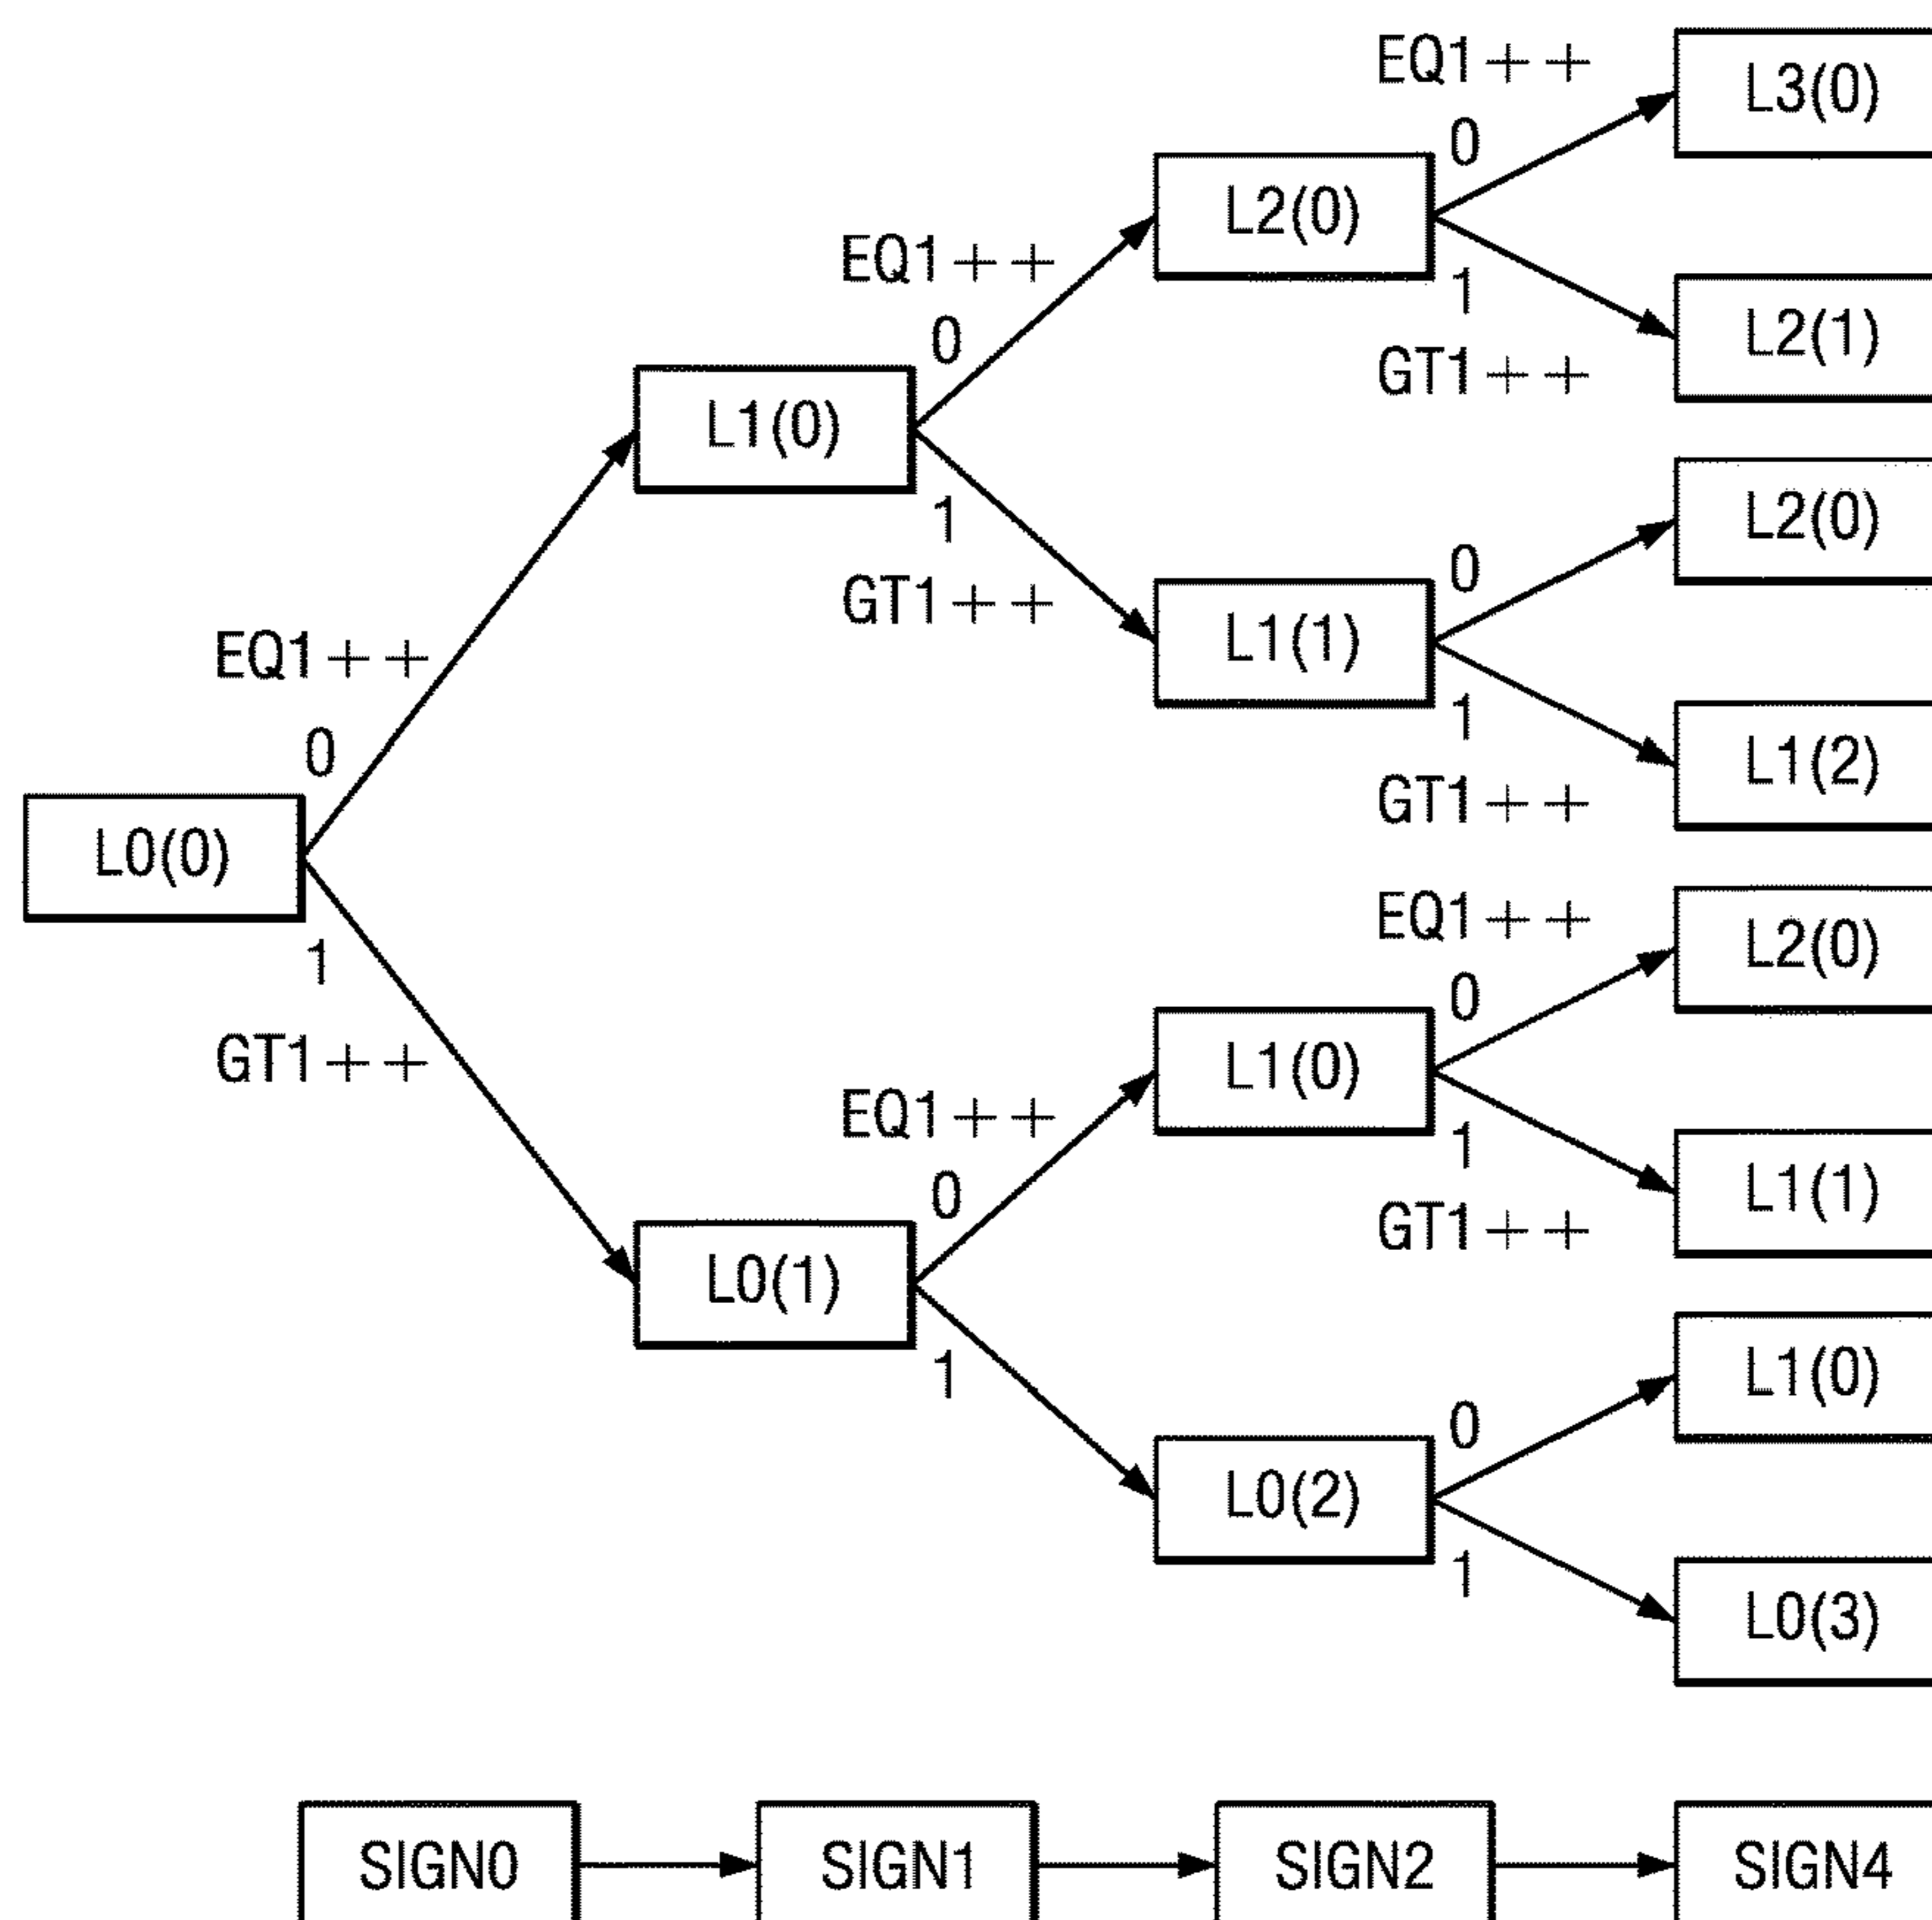 EQ1++
L3(0)
0
L2(0)
1
L2(1)
GT1++
EQ1++
0
L1(0)
1
GT1++
L2(0)
0
L1(1)
1
L1(2)
GT1++
EQ1++
0
L0(0)
1
GT1++
EQ1++
L2(0)
0
L1(0)
1
L1(1)
GT1++
EQ1++
0
L0(1)
1
L1(0)
0
L0(2)
1
L0(3)
SIGN0
SIGN1
SIGN2
SIGN4